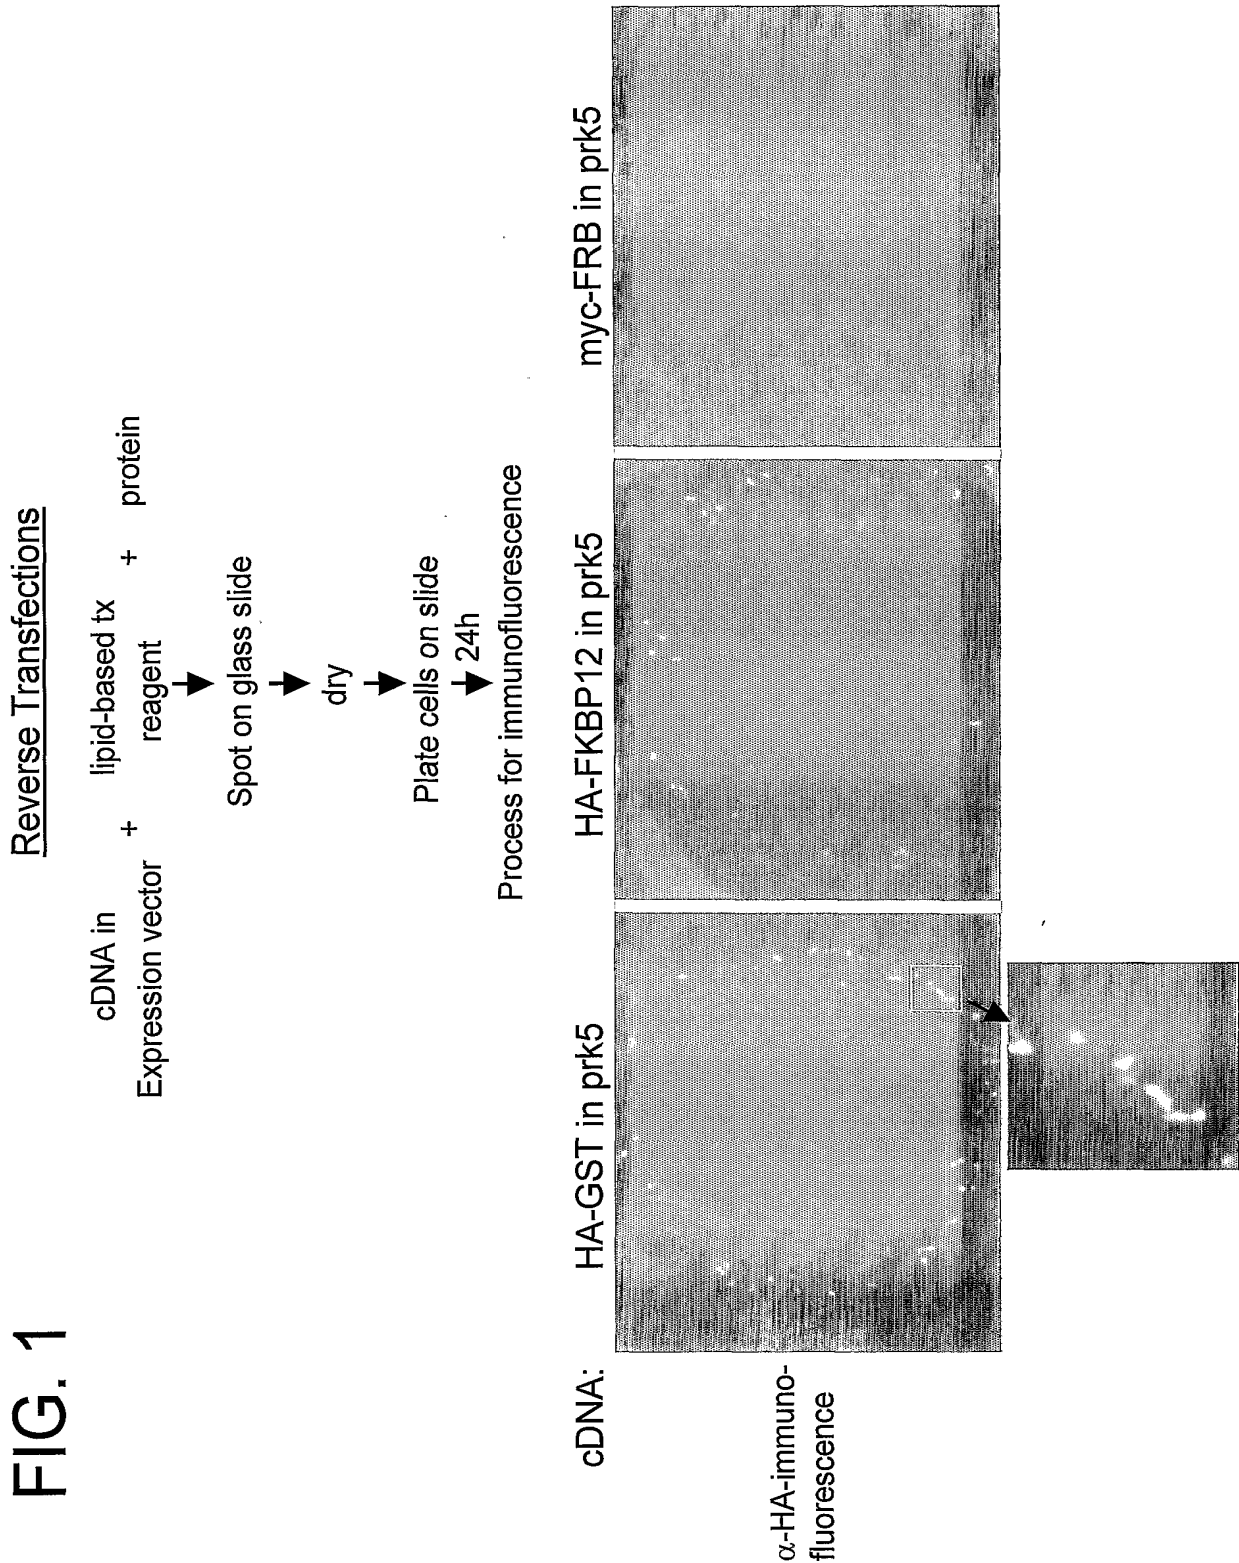 FIG. 1
Reverse Transfections
cDNA in
Expression vector
+
lipid-based tx
reagent
+
protein
Spot on glass slide
dry
Plate cells on slide
24h
Process for immunofluorescence
cDNA:
HA-GST in prk5
HA-FKBP12 in prk5
myc-FRB in prk5
α-HA-immuno-
fluorescence